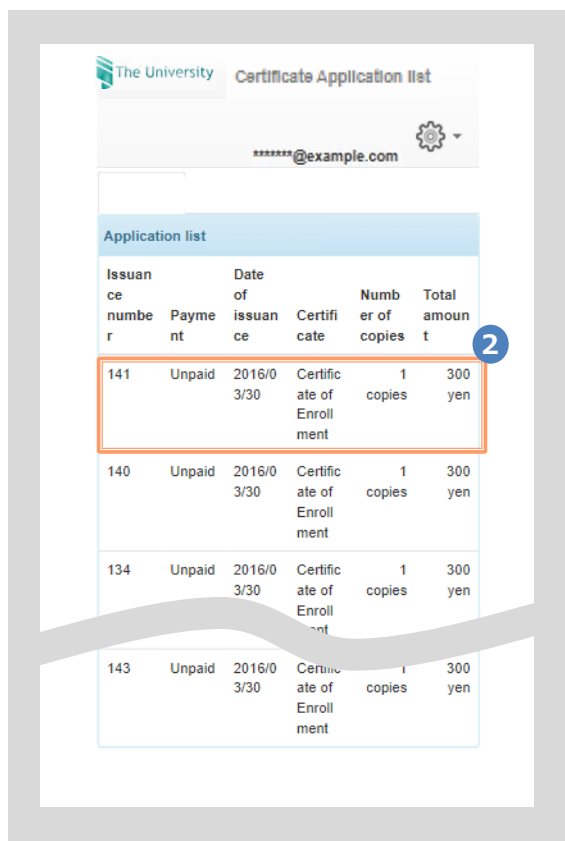 The University
Certificate Application list
*******@example.com
Application list
Issuan
ce
numbe
r
Payme
nt
Date
of
issuan
ce
Certifi
cate
Numb
er of
copies
Total
amoun
t
2
141
Unpaid
2016/0
3/30
Certific
ate of
Enroll
ment
1
copies
300
yen
140
Unpaid
2016/0
3/30
Certific
ate of
Enroll
ment
1
copies
300
yen
134
Unpaid
2016/0
3/30
Certific
ate of
Enroll
1
copies
300
yen
143
Unpaid
2016/0
3/30
Certific
ate of
Enroll
ment
1
copies
300
yen